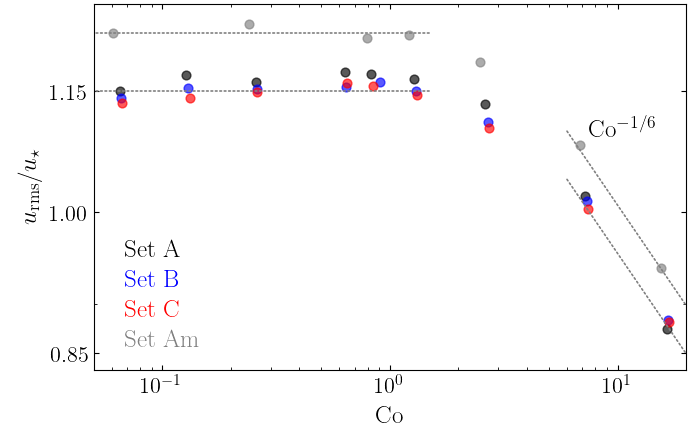 1.15
1.00
0.85
u_rms/u_⋆
Co^−1/6
Set A
Set B
Set C
Set Am
10^−1
10^0
10^1
Co